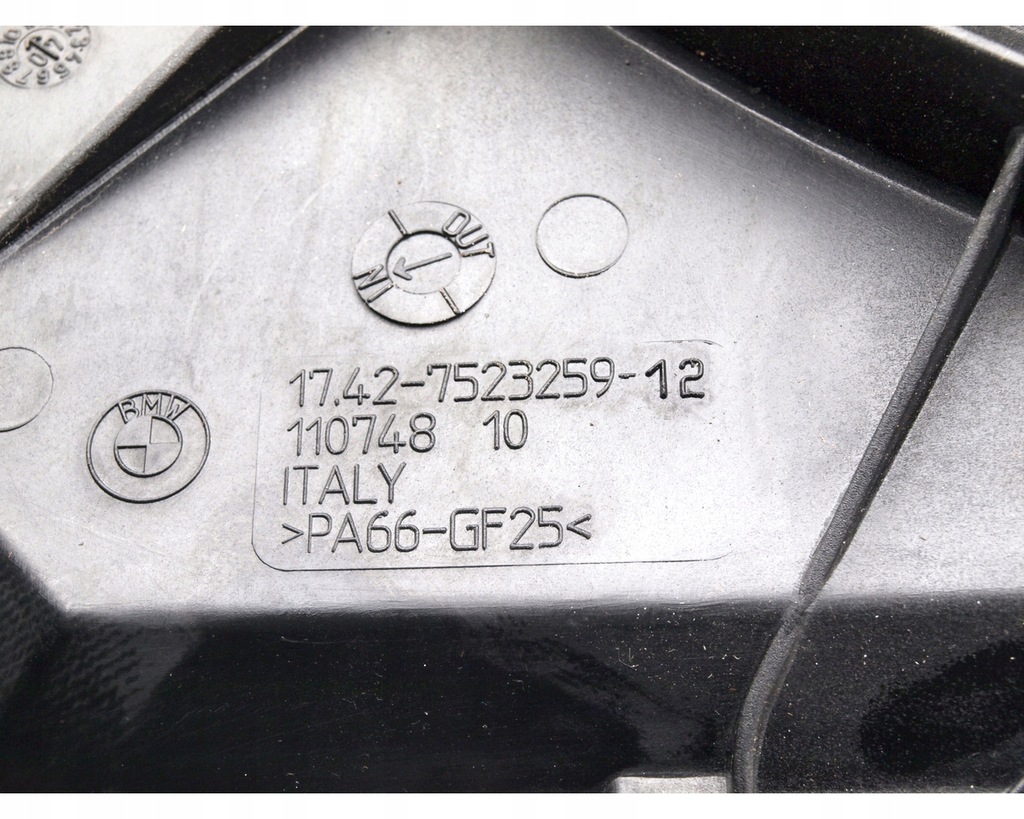 OUT
IN
17.42-7523259-12
BMW
110748 10
ITALY
>PA66-GF25<